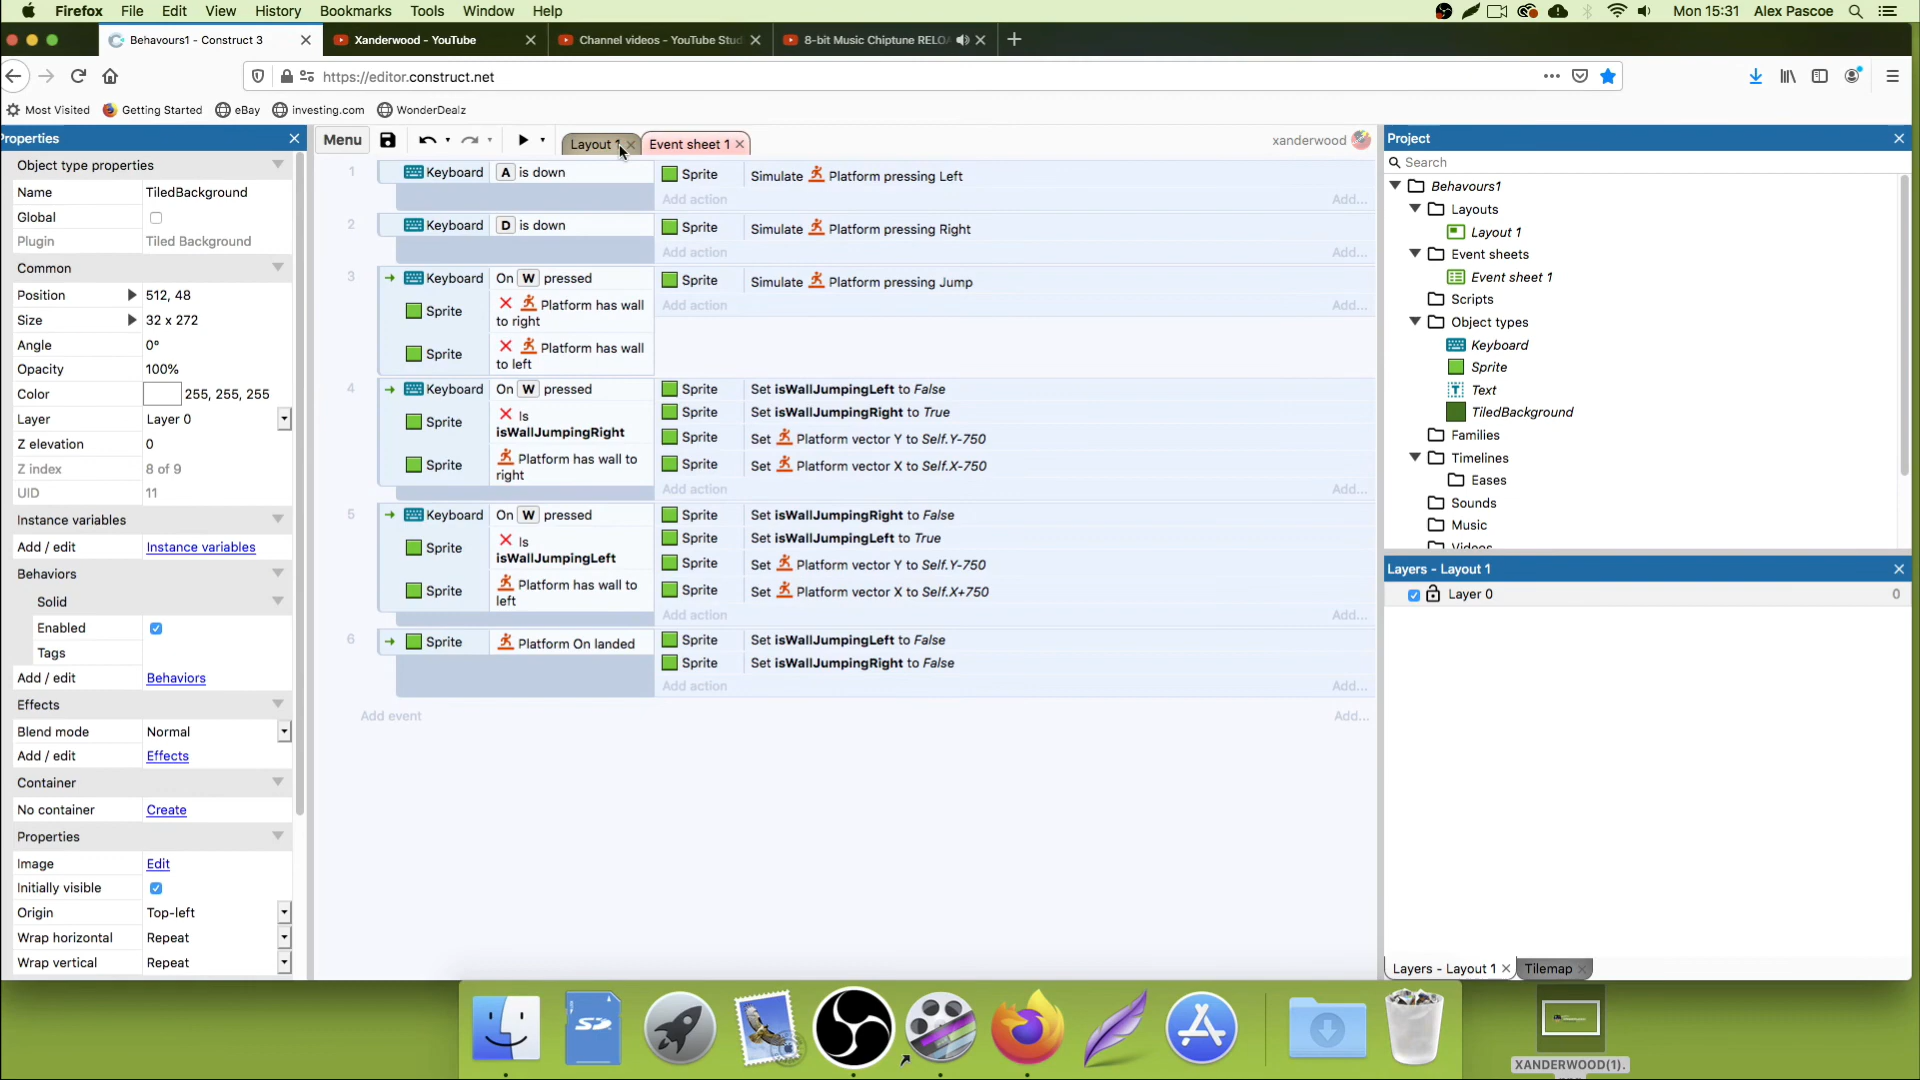 Firefox File Edit View History Bookmarks Tools Window Help Mon 15:31 Alex Pascoe
Behavours1 - Construct 3 Xanderwood - YouTube Channel videos - YouTube Stud 8-bit Music Chiptune RELOA
https://editor.construct.net
Most Visited Getting Started eBay investing.com WonderDealz
Properties
Object type properties
Name TiledBackground
Global
Plugin Tiled Background
Common
Position 512, 48
Size 32 x 272
Angle 0°
Opacity 100%
Color 255, 255, 255
Layer Layer 0
Z elevation 0
Z index 8 of 9
UID 11
Instance variables
Add / edit Instance variables
Behaviors
Solid
Enabled
Tags
Add / edit Behaviors
Effects
Blend mode Normal
Add / edit Effects
Container
No container Create
Properties
Image Edit
Initially visible
Origin Top-left
Wrap horizontal Repeat
Wrap vertical Repeat
Menu Layout 1 Event sheet 1 xanderwood
1 Keyboard A is down Sprite Simulate Platform pressing Left
Add action Add...
2 Keyboard D is down Sprite Simulate Platform pressing Right
Add action Add...
3 Keyboard On W pressed Sprite Simulate Platform pressing Jump
Add action Add...
Sprite Platform has wall
to right
Sprite Platform has wall
to left
4 Keyboard On W pressed Sprite Set isWallJumpingLeft to False
Sprite Is
isWallJumpingRight
Sprite Set isWallJumpingRight to True
Sprite Set Platform vector Y to Self.Y-750
Sprite Platform has wall to
right
Sprite Set Platform vector X to Self.X-750
Add action Add...
5 Keyboard On W pressed Sprite Set isWallJumpingRight to False
Sprite Is
isWallJumpingLeft
Sprite Set isWallJumpingLeft to True
Sprite Set Platform vector Y to Self.Y-750
Sprite Platform has wall to
left
Sprite Set Platform vector X to Self.X+750
Add action Add...
6 Sprite Platform On landed Sprite Set isWallJumpingLeft to False
Sprite Set isWallJumpingRight to False
Add action Add...
Add event Add...
Project
Search
Behavours1
Layouts
Layout 1
Event sheets
Event sheet 1
Scripts
Object types
Keyboard
Sprite
Text
TiledBackground
Families
Timelines
Eases
Sounds
Music
Videos
Layers - Layout 1
Layer 0 0
Layers - Layout 1 Tilemap
XANDERWOOD(1).